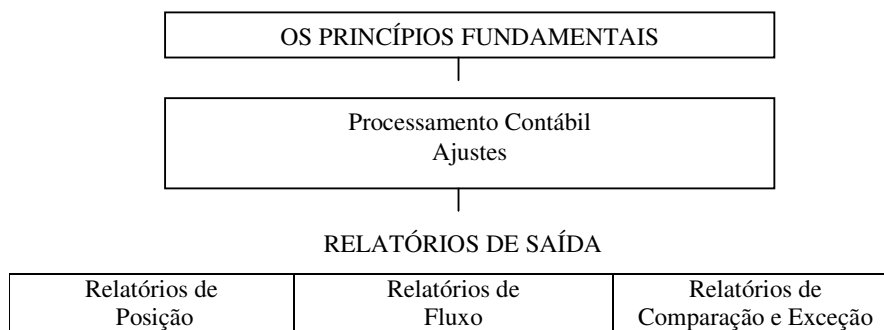 OS PRINCÍPIOS FUNDAMENTAIS
Processamento Contábil
Ajustes
RELATÓRIOS DE SAÍDA
Relatórios de
Posição
Relatórios de
Fluxo
Relatórios de
Comparação e Exceção